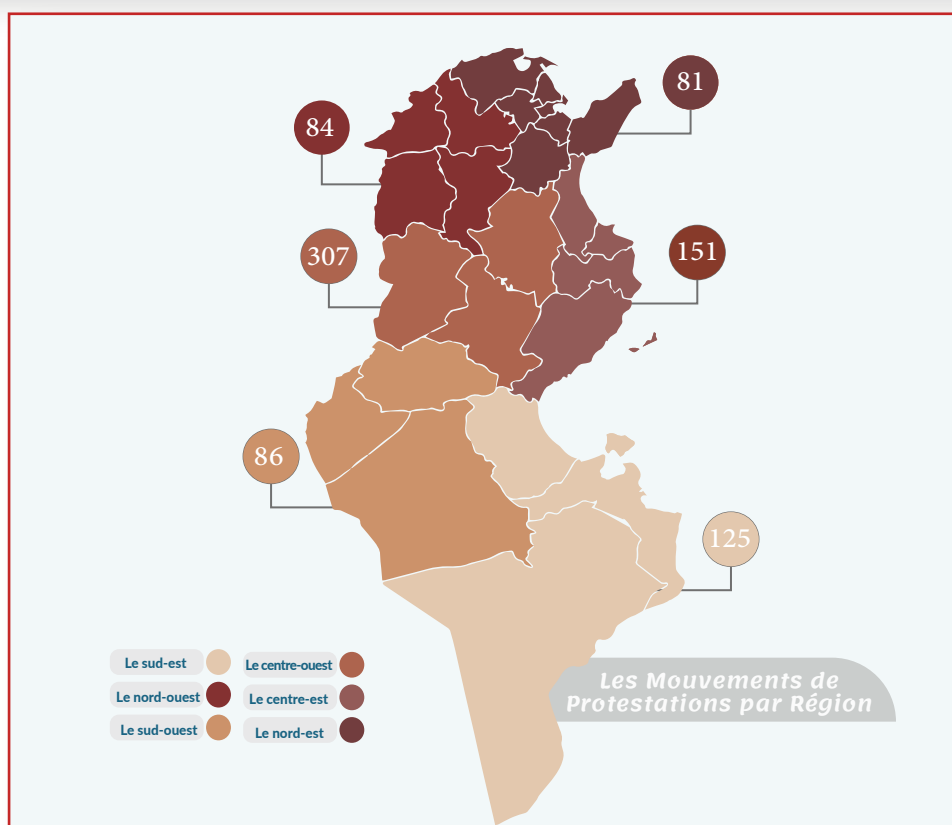 81
84
307
151
86
125
Le sud-est
Le centre-ouest
Le nord-ouest
Le centre-est
Le sud-ouest
Le nord-est
Les Mouvements de
Protestations par Région